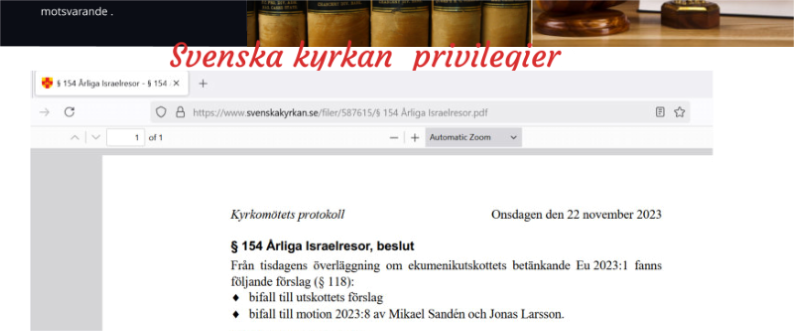 motsvarande .
Svenska kyrkan privilegier
§ 154 Årliga Israelresor - § 154
https://www.svenskakyrkan.se/filer/587615/§ 154 Årliga Israelresor.pdf
1 of 1 Automatic Zoom
Kyrkomötets protokoll Onsdagen den 22 november 2023
§ 154 Årliga Israelresor, beslut
Från tisdagens överläggning om ekumenikutskottets betänkande Eu 2023:1 fanns
följande förslag (§ 118):
♦ bifall till utskottets förslag
♦ bifall till motion 2023:8 av Mikael Sandén och Jonas Larsson.